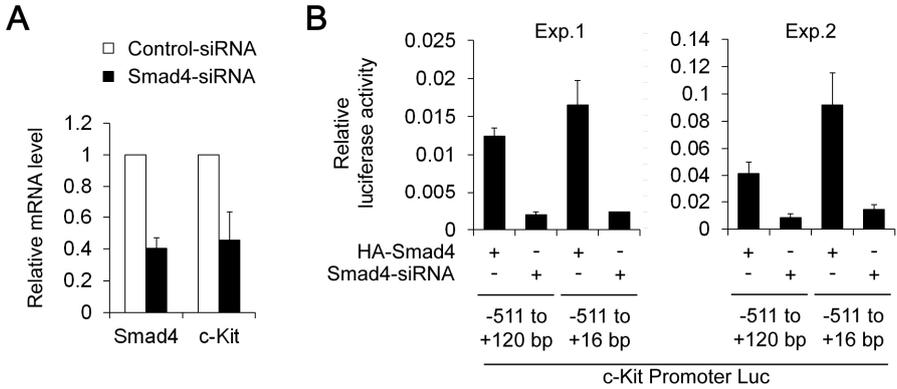 A
Control-siRNA
Smad4-siRNA
Relative mRNA level
1.2
1
0.8
0.6
0.4
0.2
0
Smad4 c-Kit
B
Exp.1
Relative
luciferase activity
0.025
0.02
0.015
0.01
0.005
0
Exp.2
0.14
0.12
0.1
0.08
0.06
0.04
0.02
0
HA-Smad4 + - + - + - + -
Smad4-siRNA - + - + - + - +
-511 to -511 to -511 to -511 to
+120 bp +16 bp +120 bp +16 bp
c-Kit Promoter Luc